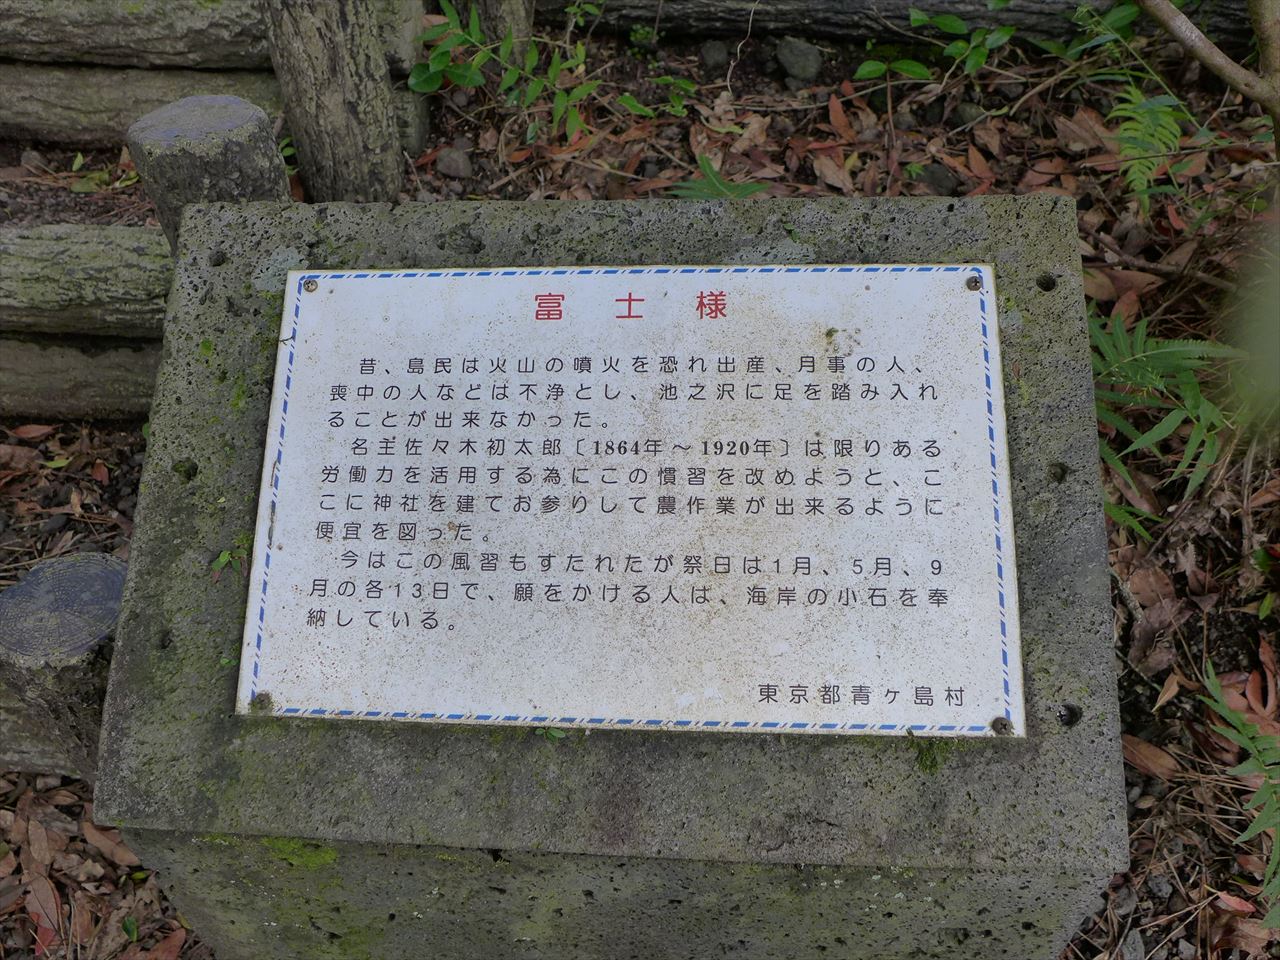 富士様
昔、島民は火山の噴火を恐れ出産、月事の人、
喪中の人などは不浄とし、池之沢に足を踏み入れ
ることが出来なかった。
名主佐々木初太郎〔1864年～1920年〕は限りある
労働力を活用する為にこの慣習を改めようと、こ
こに神社を建てお参りして農作業が出来るように
便宜を図った。
今はこの風習もすたれたが祭日は1月、5月、9
月の各13日で、願をかける人は、海岸の小石を奉
納している。
東京都青ヶ島村